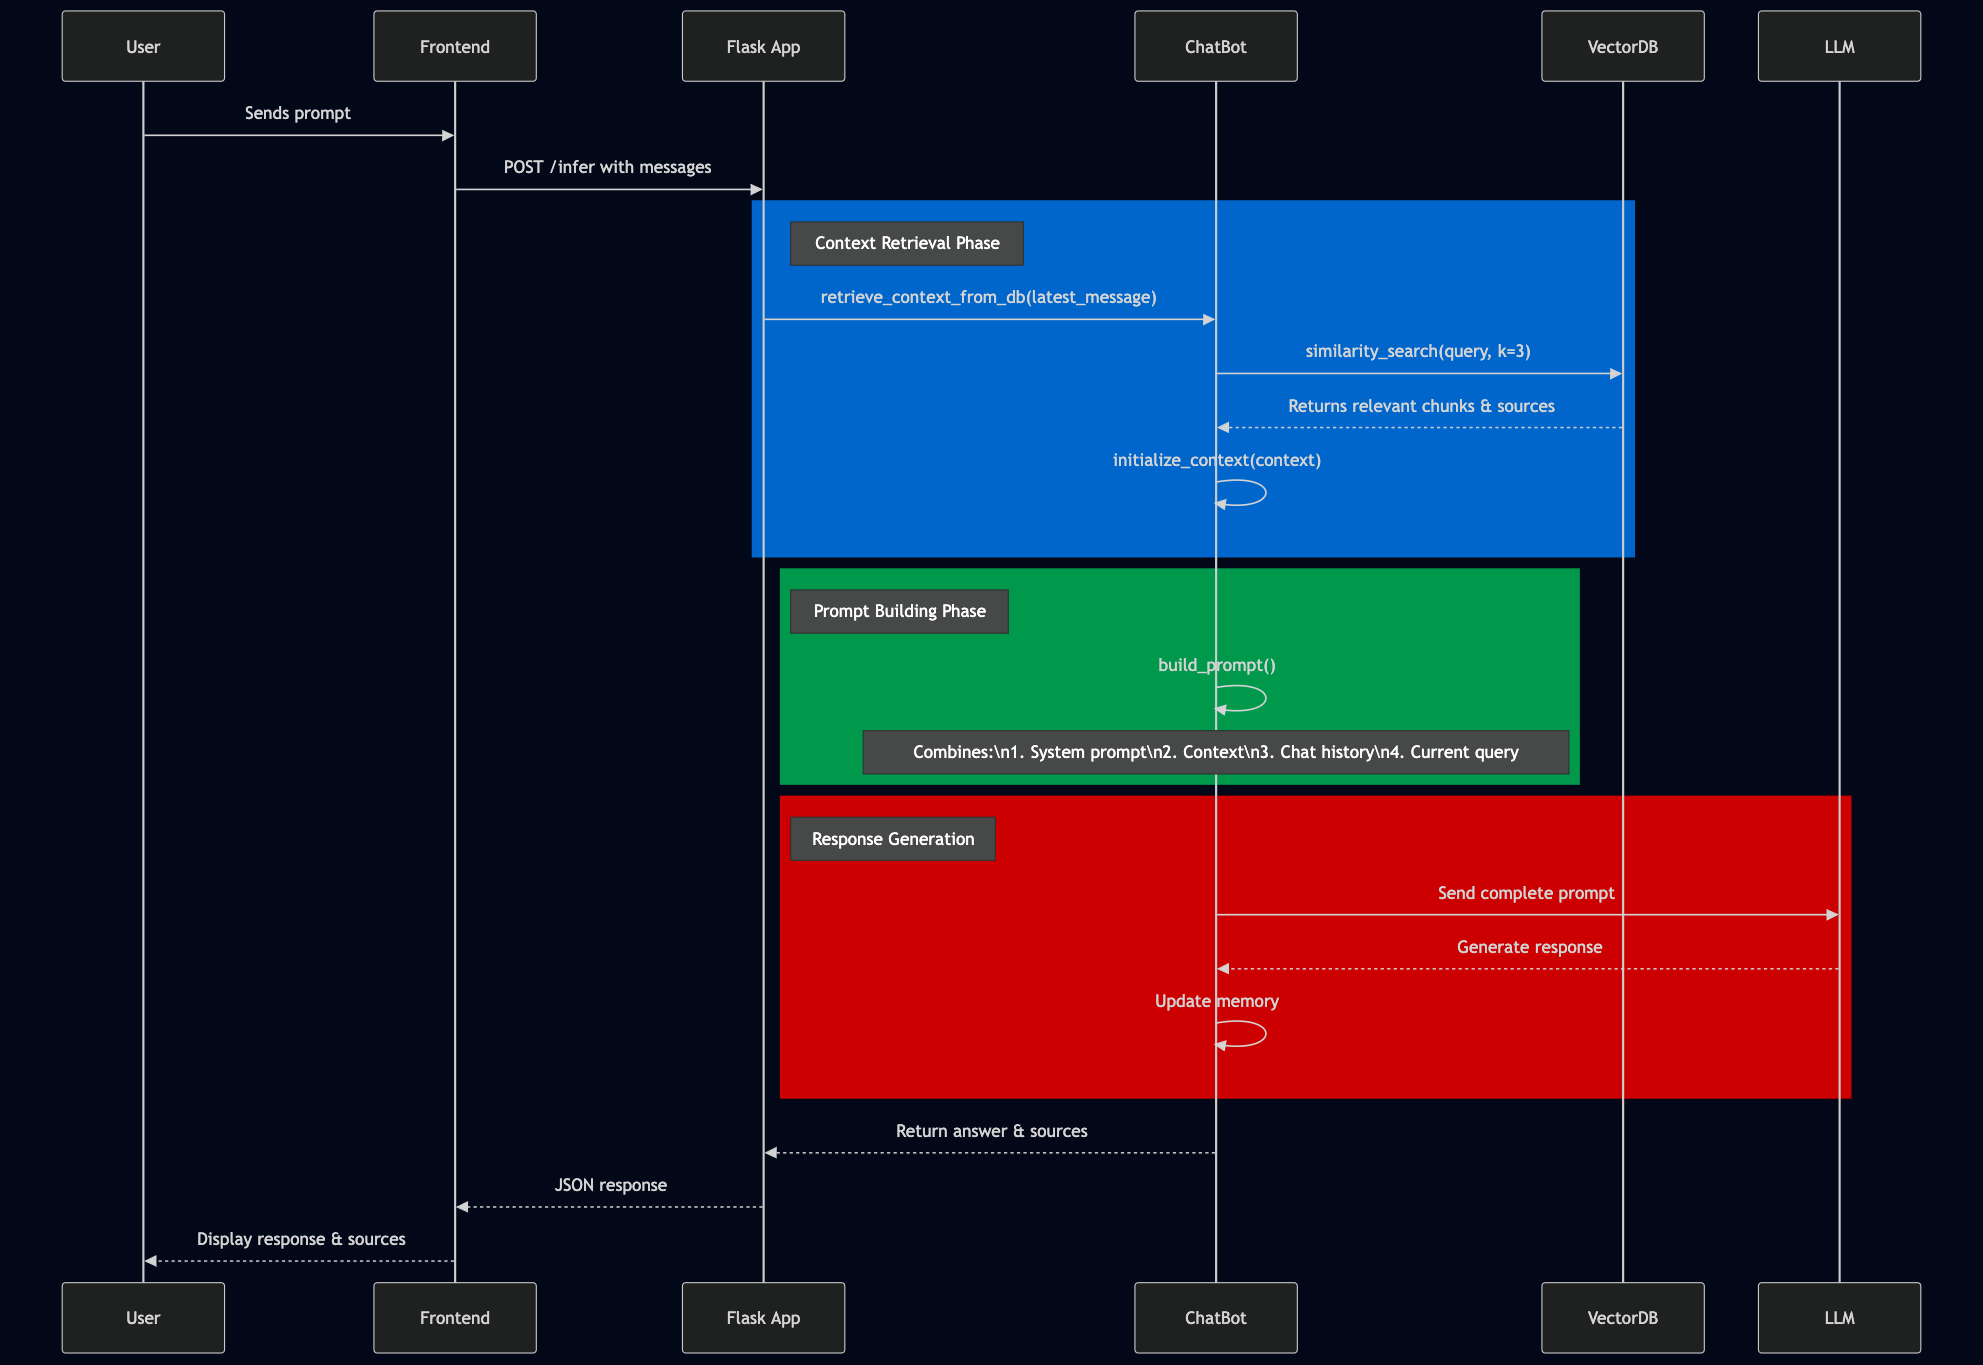 User
Frontend
Flask App
ChatBot
VectorDB
LLM
Sends prompt
POST /infer with messages
Context Retrieval Phase
retrieve_context_from_db(latest_message)
similarity_search(query, k=3)
Returns relevant chunks & sources
initialize_context(context)
Prompt Building Phase
build_prompt()
Combines:\n1. System prompt\n2. Context\n3. Chat history\n4. Current query
Response Generation
Send complete prompt
Generate response
Update memory
Return answer & sources
JSON response
Display response & sources
User
Frontend
Flask App
ChatBot
VectorDB
LLM